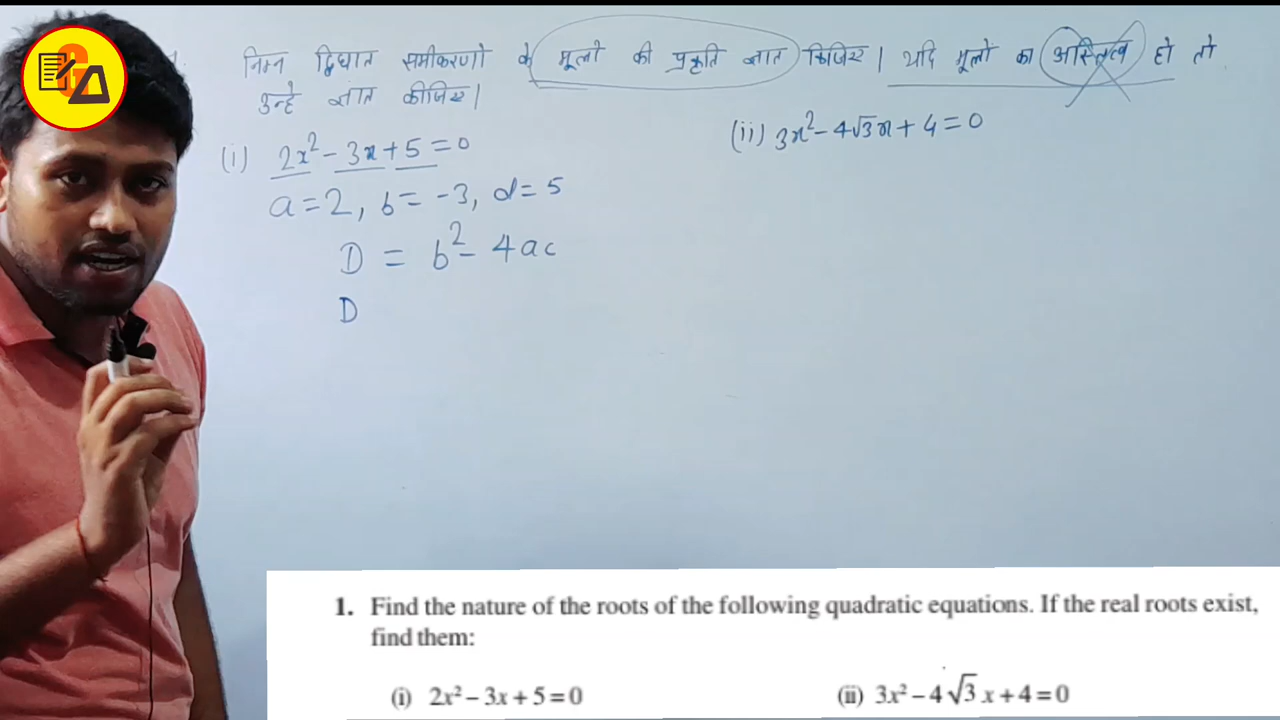 निम्न द्विघात समीकरणो के मूलो की प्रकृति ज्ञात किजिए। यदि मूलो का अस्तित्व हो तो
उन्हे ज्ञात कीजिए।
(i) 2x² - 3x + 5 = 0
(ii) 3x² - 4√3x + 4 = 0
a = 2, b = -3, d = 5
D = b² - 4ac
D
1. Find the nature of the roots of the following quadratic equations. If the real roots exist,
find them:
(i) 2x² – 3x + 5 = 0
(ii) 3x² – 4√3 x + 4 = 0